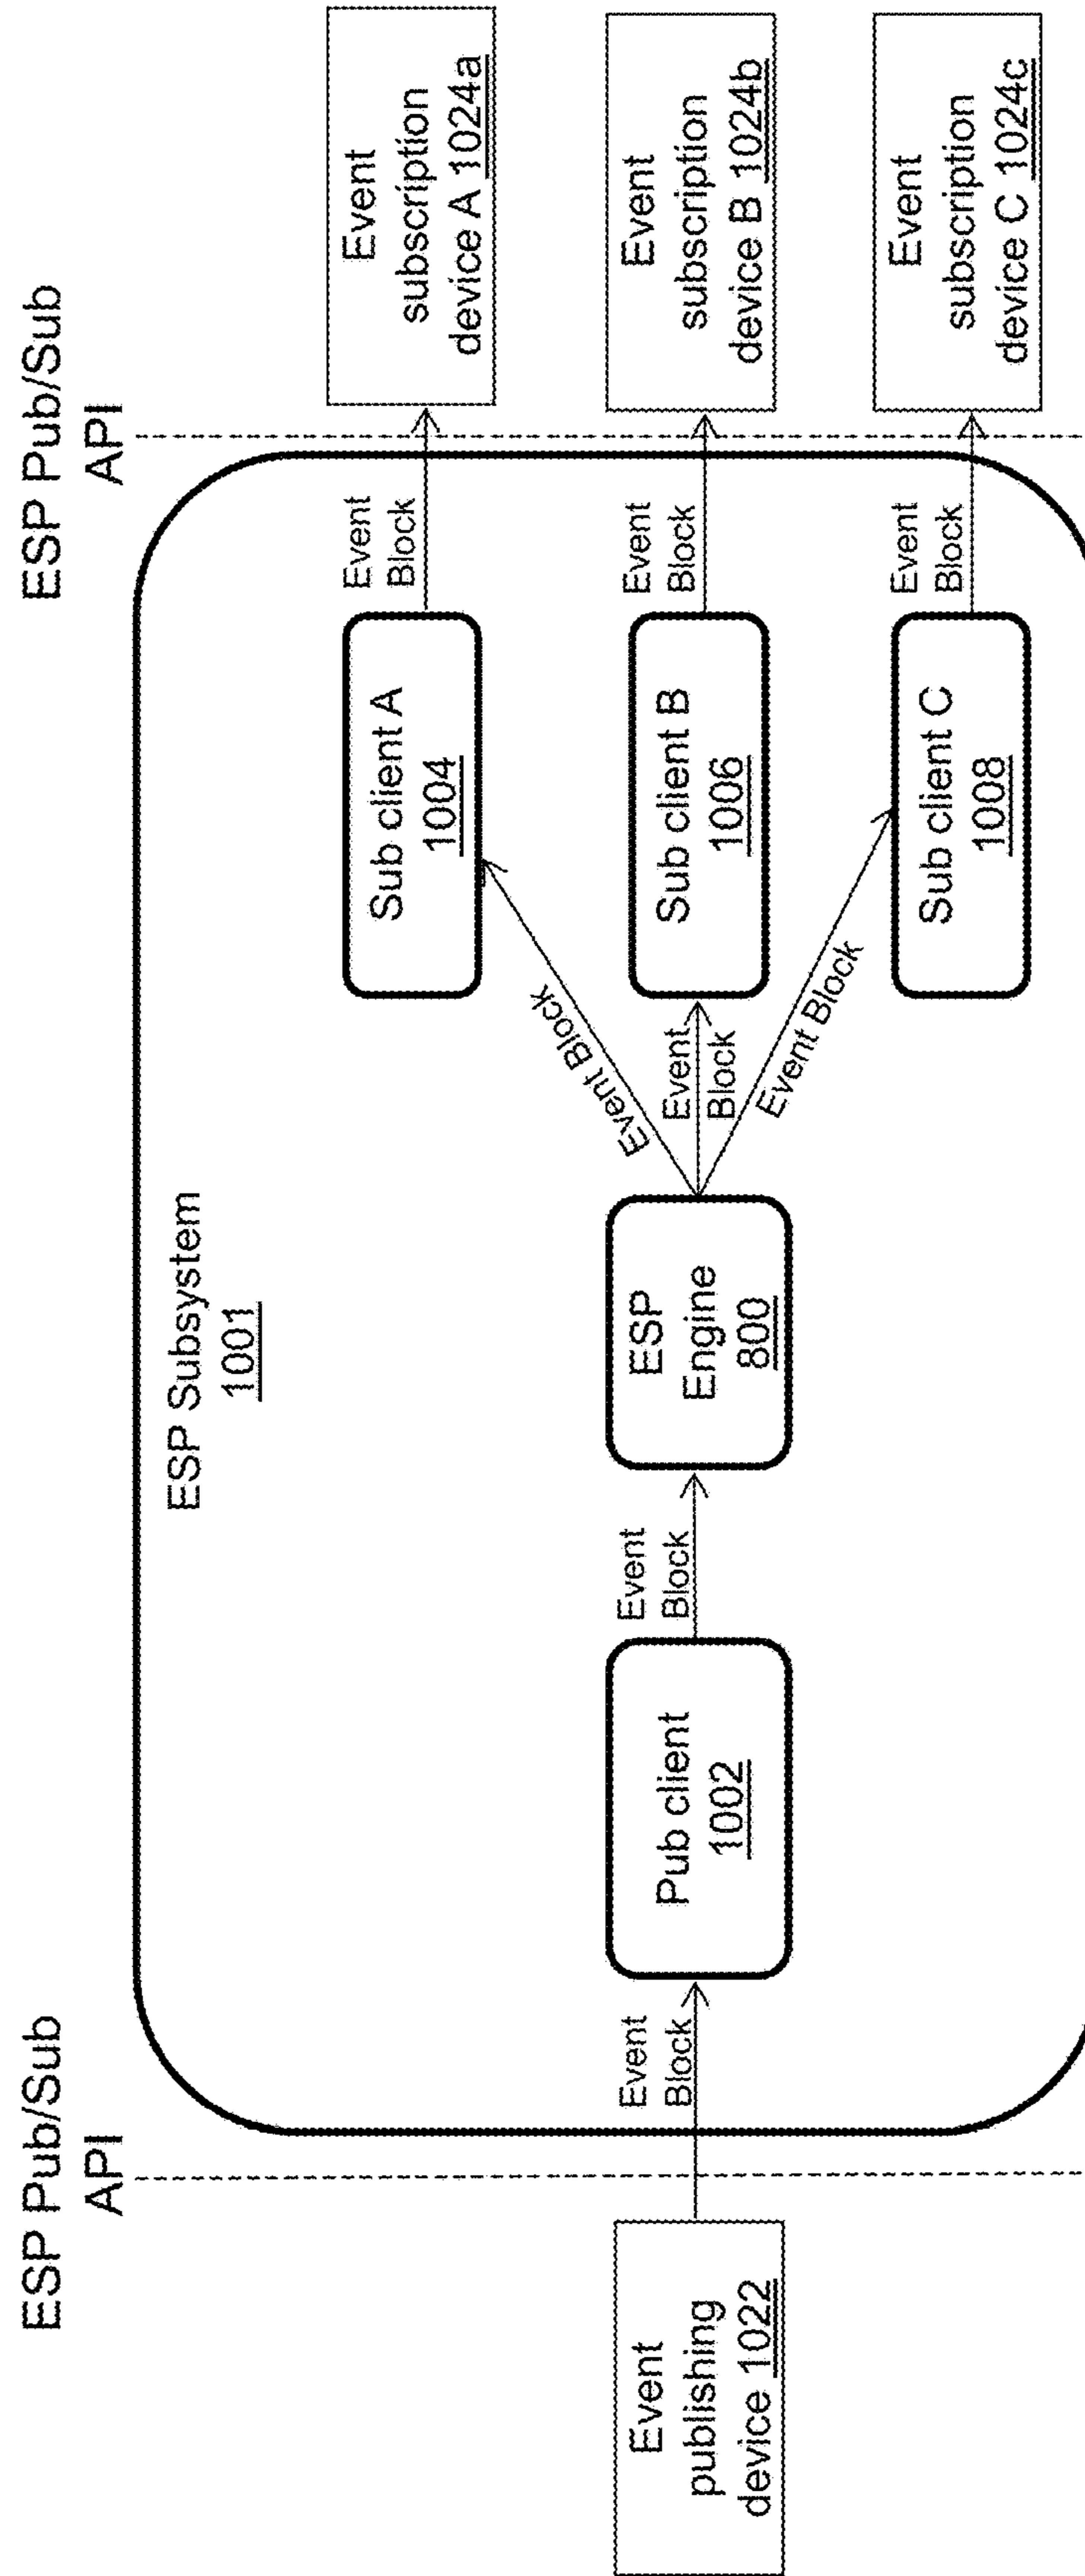 ESP Pub/Sub
API
ESP Pub/Sub
API
ESP Subsystem
1001
Event
publishing
device 1022
Event
Block
Pub client
1002
Event
Block
ESP
Engine
800
Event Block
Event
Block
Event Block
Sub client A
1004
Sub client B
1006
Sub client C
1008
Event
Block
Event
Block
Event
Block
Event
subscription
device A 1024a
Event
subscription
device B 1024b
Event
subscription
device C 1024c